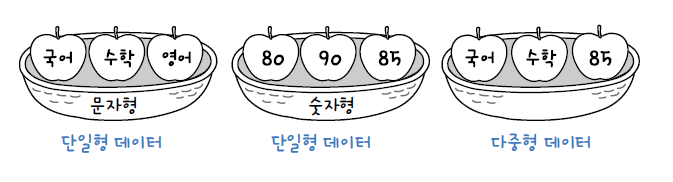 국어 수학 영어 80 90 85 국어 수학 85
문자형 숫자형
단일형 데이터 단일형 데이터 다중형 데이터